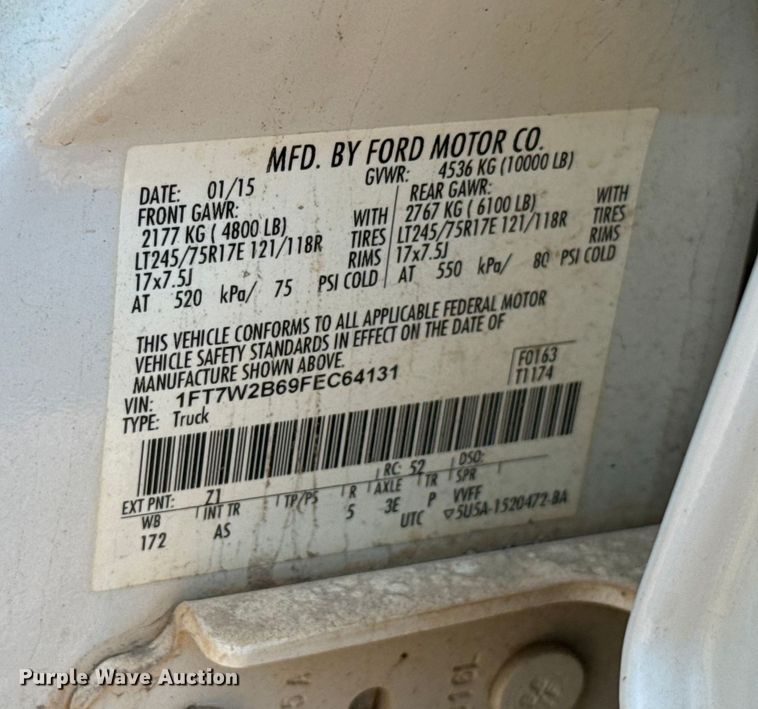 MFD. BY FORD MOTOR CO.
DATE: 01/15 GVWR: 4536 KG (10000 LB)
FRONT GAWR: REAR GAWR:
2177 KG ( 4800 LB) WITH 2767 KG ( 6100 LB) WITH
LT245/75R17E 121/118R TIRES LT245/75R17E 121/118R TIRES
17x7.5J RIMS 17x7.5J RIMS
AT 520 kPa/ 75 PSI COLD AT 550 kPa/ 80 PSI COLD
THIS VEHICLE CONFORMS TO ALL APPLICABLE FEDERAL MOTOR
VEHICLE SAFETY STANDARDS IN EFFECT ON THE DATE OF
MANUFACTURE SHOWN ABOVE.
VIN: 1FT7W2B69FEC64131 F0163
TYPE: Truck T1174
EXT PNT: Z1 RC: 52 DSO:
WB INT TR TP/PS R AXLE TR SPR
172 AS 5 3E P VVFF
UTC ▽5U5A-1520472-BA
Purple Wave Auction